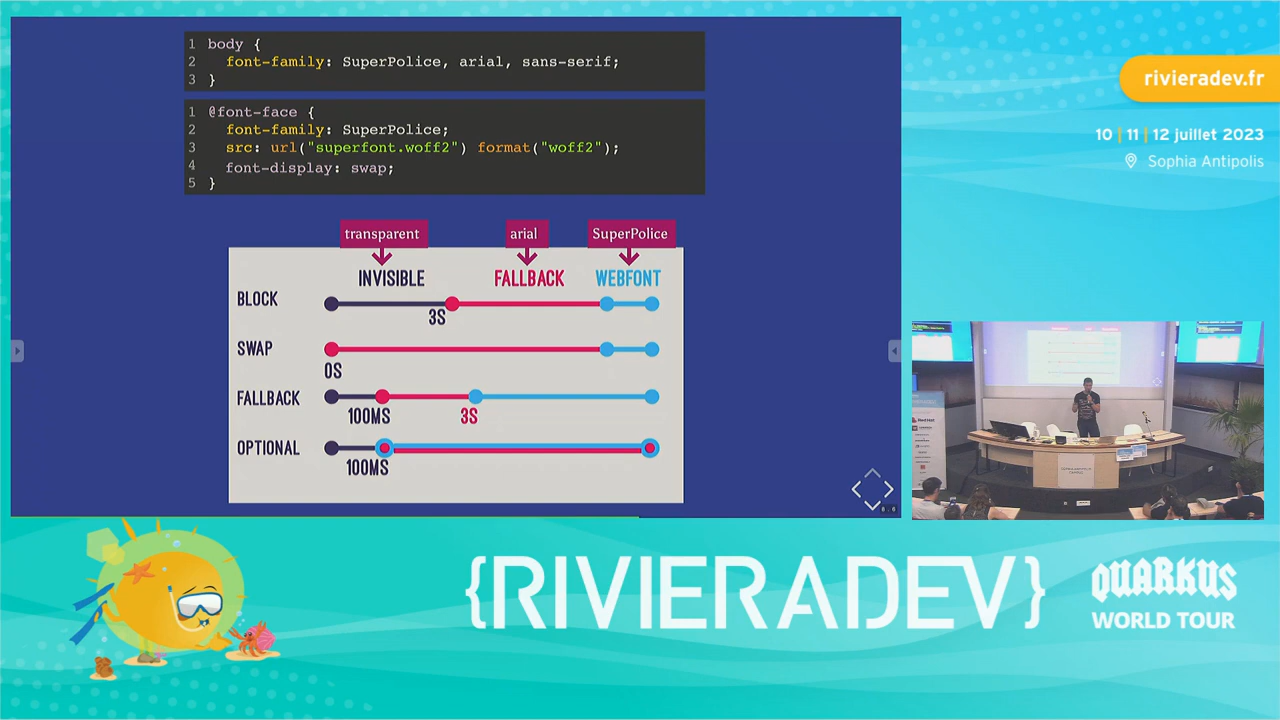 1 body {
2 font-family: SuperPolice, arial, sans-serif;
3 }
1 @font-face {
2 font-family: SuperPolice;
3 src: url("superfont.woff2") format("woff2");
4 font-display: swap;
5 }
transparent arial SuperPolice
INVISIBLE FALLBACK WEBFONT
BLOCK
3S
SWAP
0S
FALLBACK
100MS 3S
OPTIONAL
100MS
8.6
rivieradev.fr
10 | 11 | 12 juillet 2023
Sophia Antipolis
{RIVIERADEV}
QUARKUS
WORLD TOUR